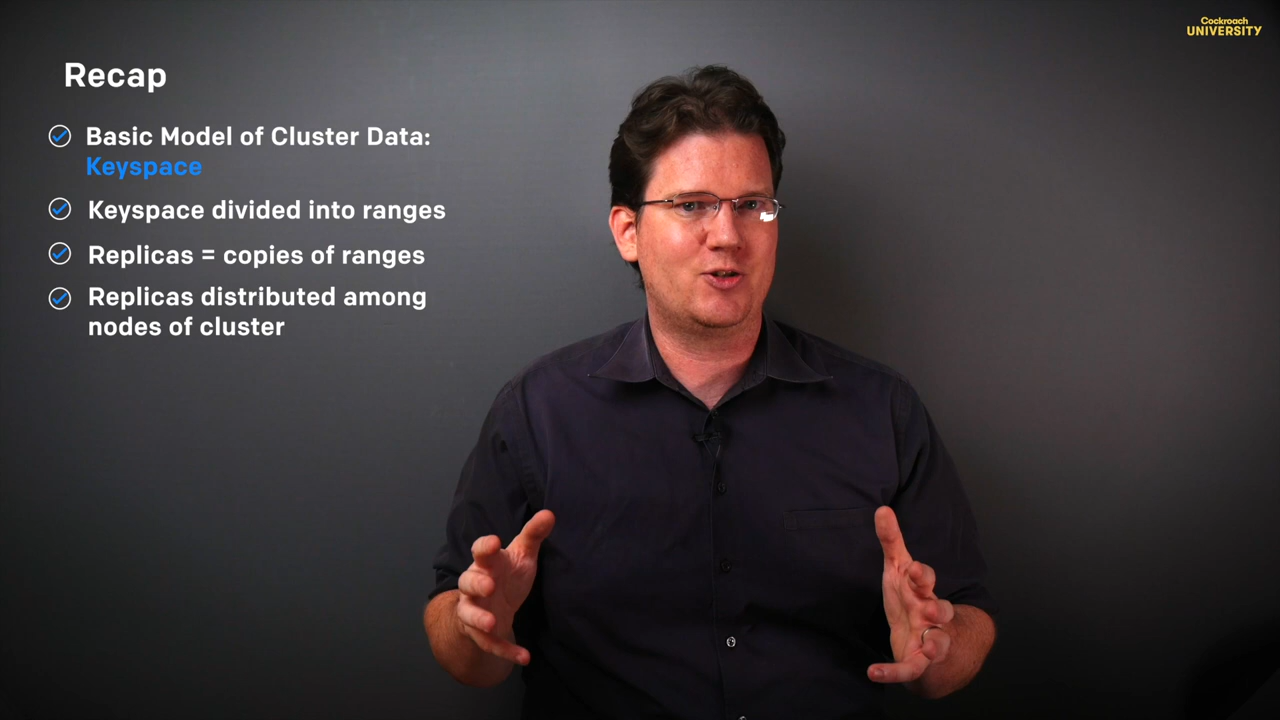 Cockroach
UNIVERSITY
Recap
Basic Model of Cluster Data:
Keyspace
Keyspace divided into ranges
Replicas = copies of ranges
Replicas distributed among
nodes of cluster